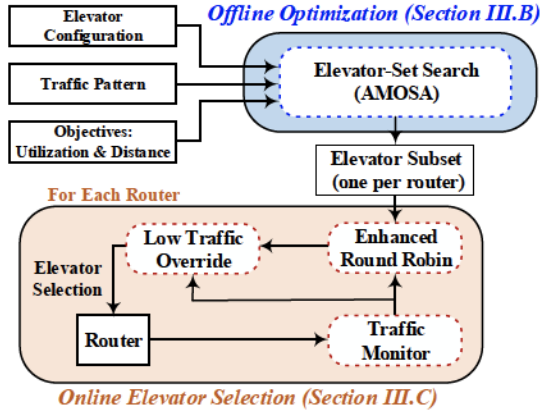 Offline Optimization (Section III.B)
Elevator
Configuration
Traffic Pattern
Objectives:
Utilization & Distance
Elevator-Set Search
(AMOSA)
Elevator Subset
(one per router)
For Each Router
Low Traffic
Override
Enhanced
Round Robin
Elevator
Selection
Router
Traffic
Monitor
Online Elevator Selection (Section III.C)